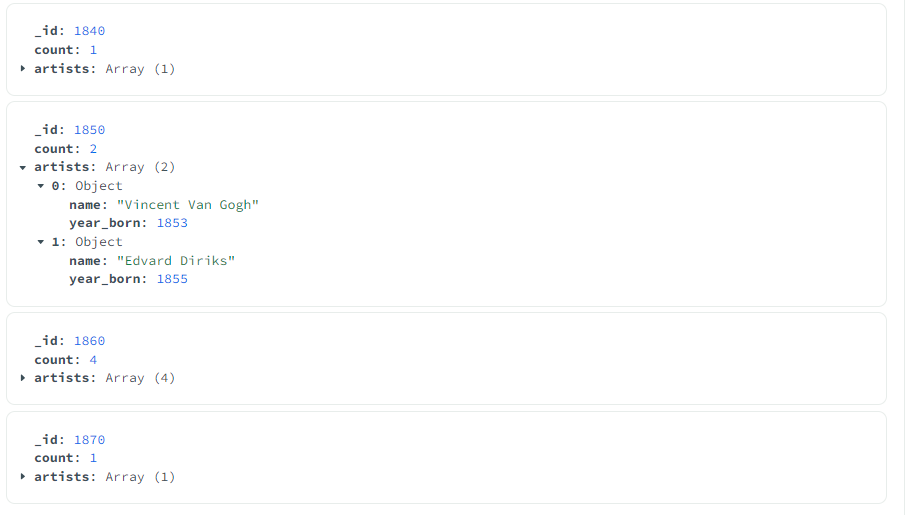 _id: 1840
count: 1
artists: Array (1)
_id: 1850
count: 2
artists: Array (2)
0: Object
name: "Vincent Van Gogh"
year_born: 1853
1: Object
name: "Edvard Diriks"
year_born: 1855
_id: 1860
count: 4
artists: Array (4)
_id: 1870
count: 1
artists: Array (1)